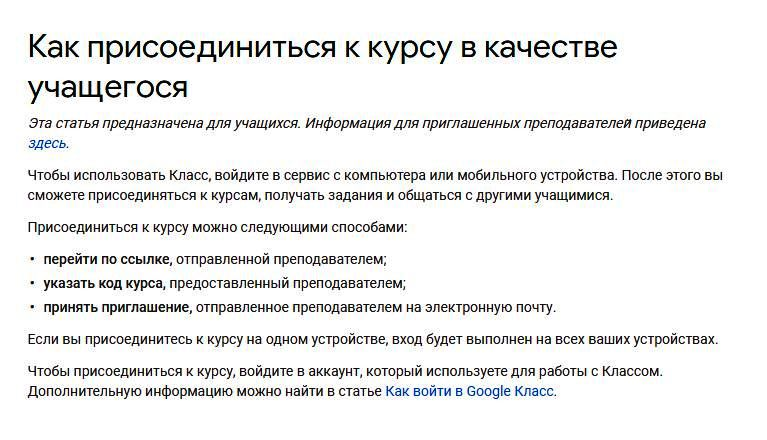 Как присоединиться к курсу в качестве
учащегося
Эта статья предназначена для учащихся. Информация для приглашенных преподавателей приведена
здесь.
Чтобы использовать Класс, войдите в сервис с компьютера или мобильного устройства. После этого вы
сможете присоединяться к курсам, получать задания и общаться с другими учащимися.
Присоединиться к курсу можно следующими способами:
• перейти по ссылке, отправленной преподавателем;
• указать код курса, предоставленный преподавателем;
• принять приглашение, отправленное преподавателем на электронную почту.
Если вы присоединитесь к курсу на одном устройстве, вход будет выполнен на всех ваших устройствах.
Чтобы присоединиться к курсу, войдите в аккаунт, который используете для работы с Классом.
Дополнительную информацию можно найти в статье Как войти в Google Класс.